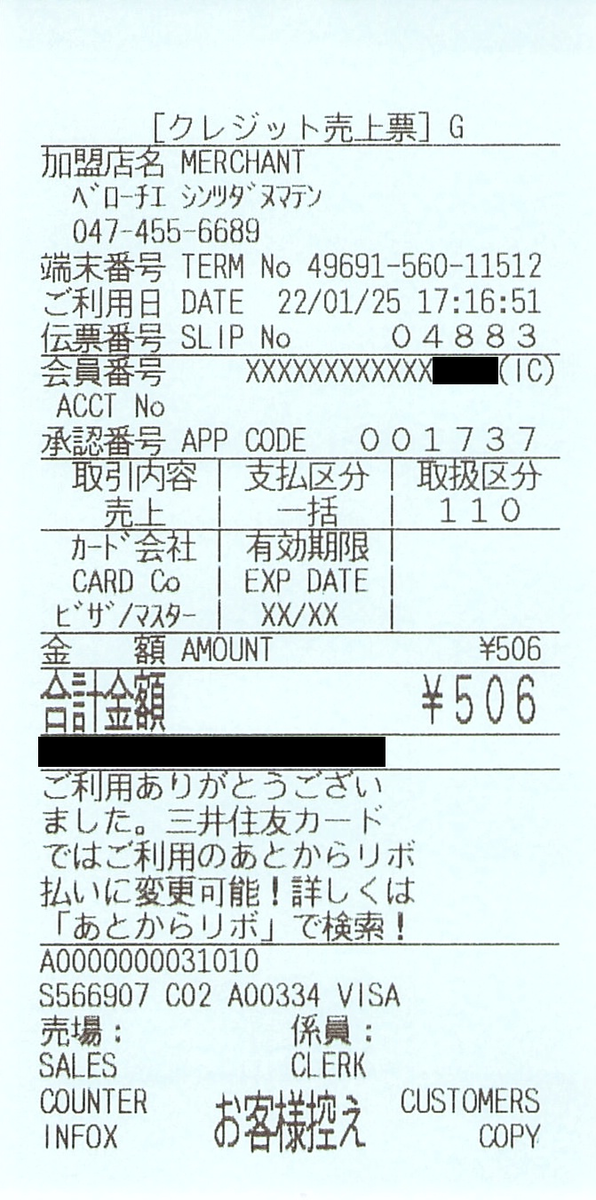 [クレジット売上票] G
加盟店名 MERCHANT
ﾍﾞﾛｰﾁｴ ｼﾝﾂﾀﾞﾇﾏﾃﾝ
047-455-6689
端末番号 TERM No 49691-560-11512
ご利用日 DATE 22/01/25 17:16:51
伝票番号 SLIP No ０４８８３
会員番号 XXXXXXXXXXXX (IC)
ACCT No
承認番号 APP CODE ００１７３７
取引内容 | 支払区分 | 取扱区分
売上 | 一括 | １１０
ｶｰﾄﾞ会社 | 有効期限 |
CARD Co | EXP DATE |
ﾋﾞｻﾞ/ﾏｽﾀｰ | XX/XX |
金　　額 AMOUNT ¥506
合計金額 ￥５０６
ご利用ありがとうござい
ました。三井住友カード
ではご利用のあとからリボ
払いに変更可能！詳しくは
「あとからリボ」で検索！
A0000000031010
S566907 C02 A00334 VISA
売場： 係員：
SALES CLERK
COUNTER お客様控え CUSTOMERS
INFOX COPY